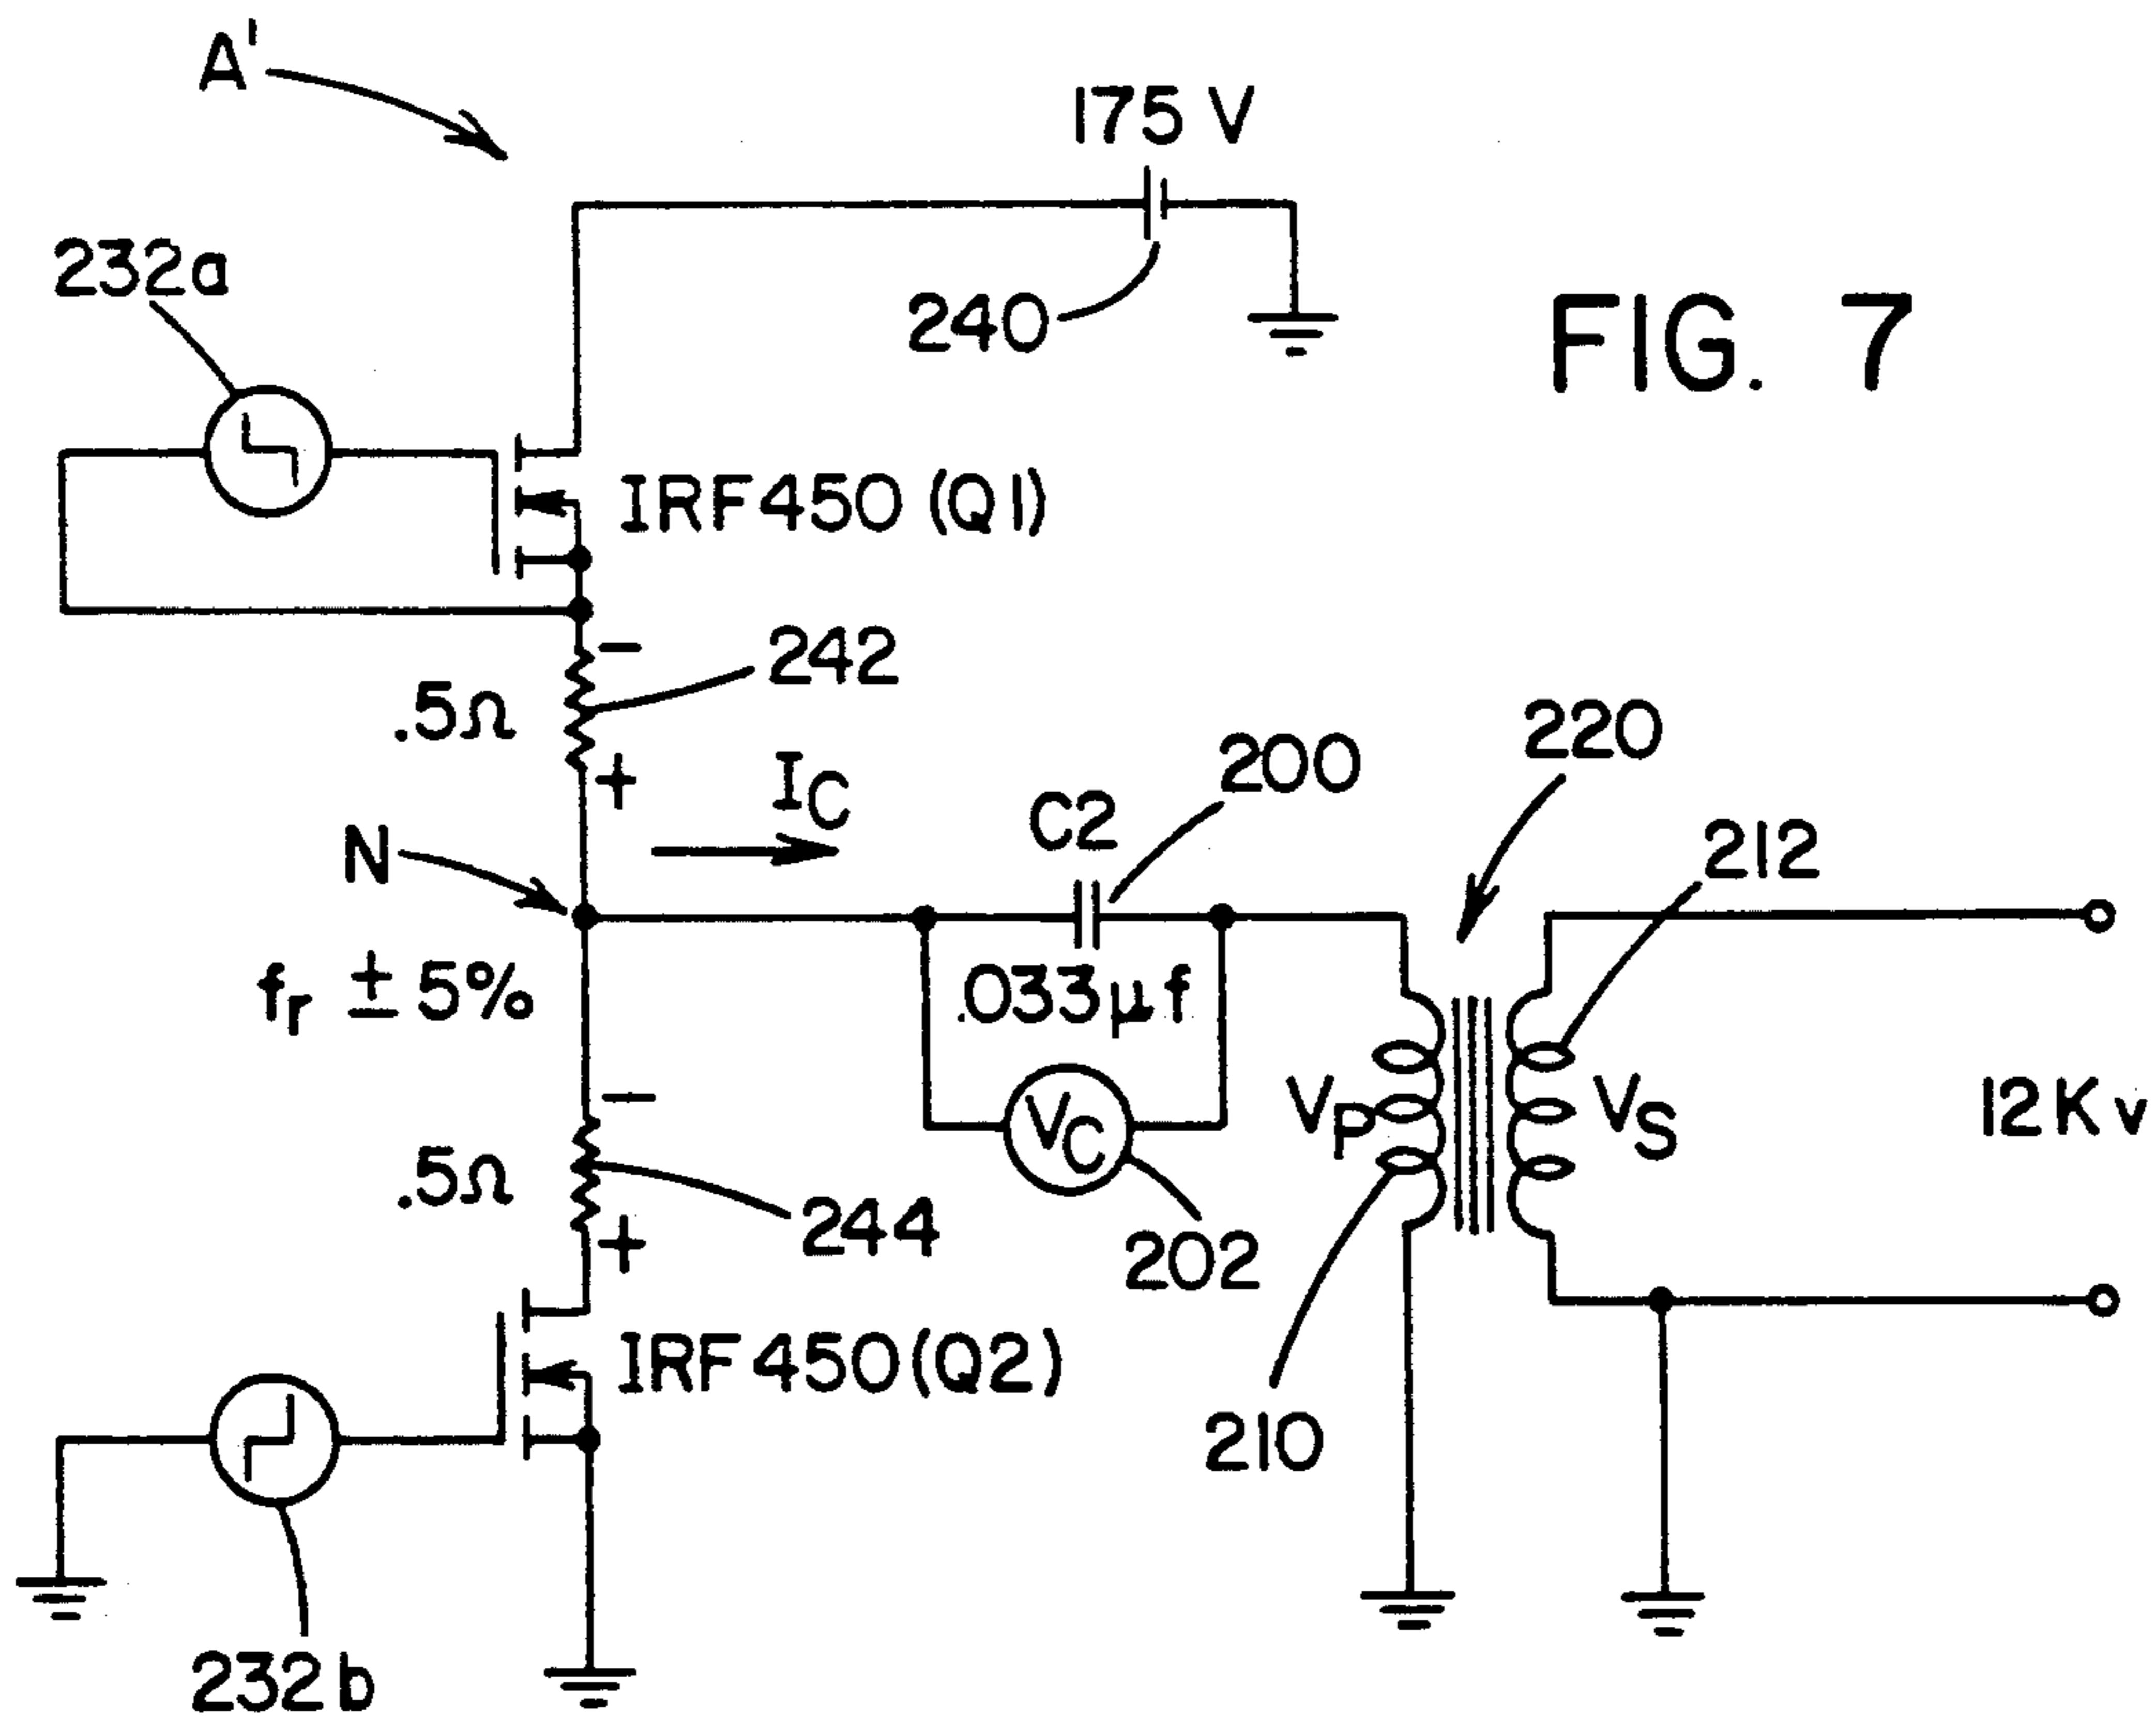 A'
175 V
232a
240
FIG. 7
IRF450 (Q1)
−
242
.5Ω
+
IC
200
220
C2
212
N
fr ± 5%
.033µf
−
VC
VP
VS
12Kv
.5Ω
244
+
202
IRF450(Q2)
210
232b